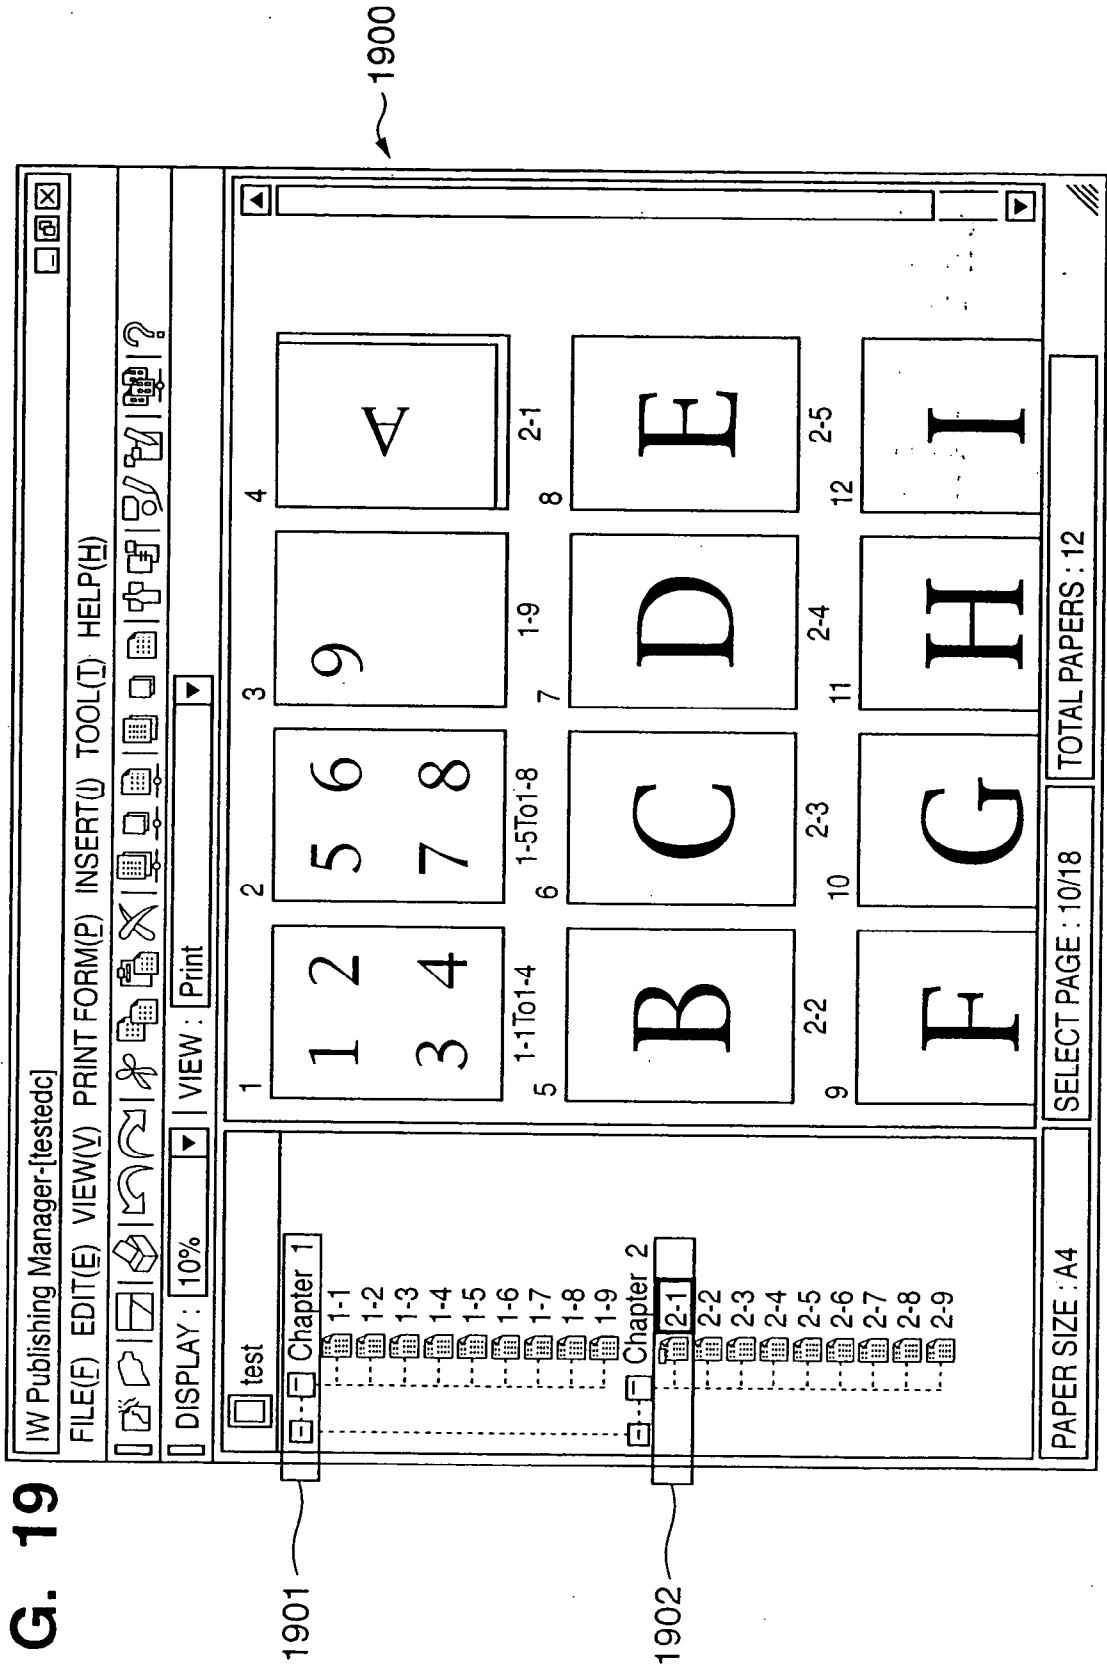 G. 19
IW Publishing Manager-[testedc]
FILE(F) EDIT(E) VIEW(V) PRINT FORM(P) INSERT(I) TOOL(T) HELP(H)
?
DISPLAY : 10% VIEW : Print
test
Chapter 1
1-1
1-2
1-3
1-4
1-5
1-6
1-7
1-8
1-9
Chapter 2
2-1
2-2
2-3
2-4
2-5
2-6
2-7
2-8
2-9
1 2 3 4
1 2 5 6 9 A
3 4 7 8
1-1To1-4 1-5To1-8 1-9 2-1
5 6 7 8
B C D E
2-2 2-3 2-4 2-5
9 10 11 12
F G H I
PAPER SIZE : A4 SELECT PAGE : 10/18 TOTAL PAPERS : 12
1900
1901
1902